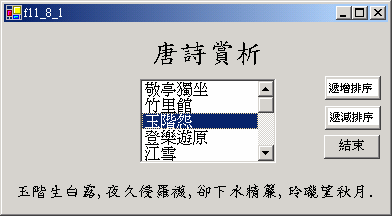 f11_8_1
唐詩賞析
敬亭獨坐
竹里館
玉階怨
登樂遊原
江雪
遞增排序
遞減排序
結束
玉階生白露,夜久侵羅襪,卻下水精簾,玲瓏望秋月.